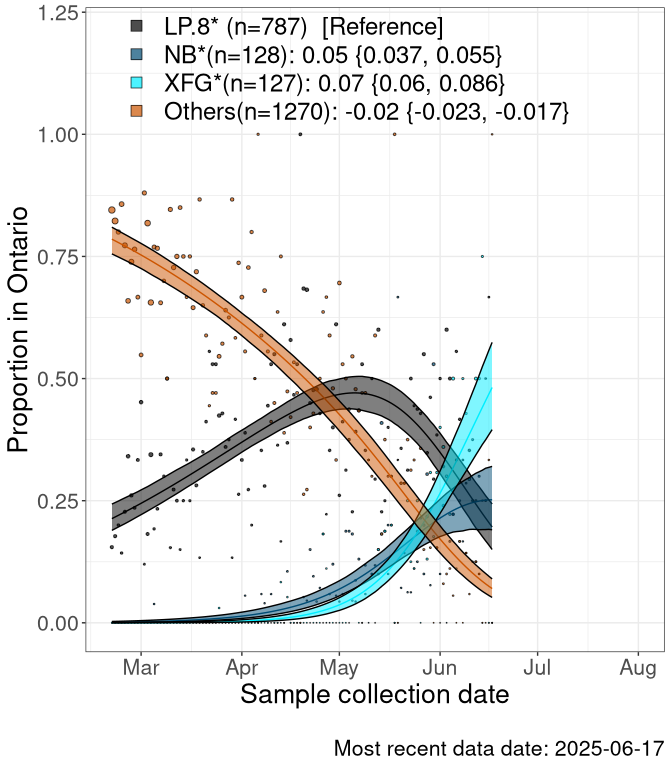 LP.8* (n=787)  [Reference]
NB*(n=128): 0.05 {0.037, 0.055}
XFG*(n=127): 0.07 {0.06, 0.086}
Others(n=1270): -0.02 {-0.023, -0.017}
1.25
1.00
0.75
0.50
0.25
0.00
Proportion in Ontario
Mar Apr May Jun Jul Aug
Sample collection date
Most recent data date: 2025-06-17